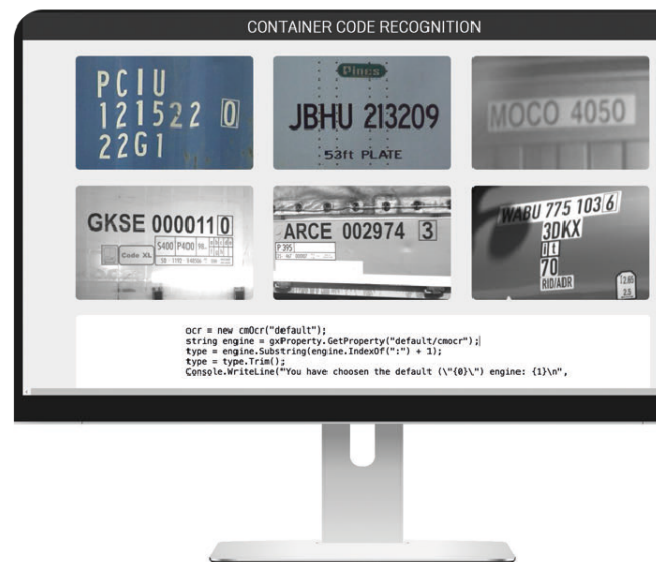 CONTAINER CODE RECOGNITION
PCIU
121522 0
22G1
Pines
JBHU 213209
53ft PLATE
MOCO 4050
GKSE 000011 0
Code XL
S400 P400
ARCE 002974 3
P 395
WABU 775 103 6
3DKX
it
70
RID/ADR
ocr = new cmOcr("default");
string engine = gxProperty.GetProperty("default/cmocr");
type = engine.Substring(engine.IndexOf(":") + 1);
type = type.Trim();
Console.WriteLine("You have choosen the default (\"{0}\") engine: {1}\n",